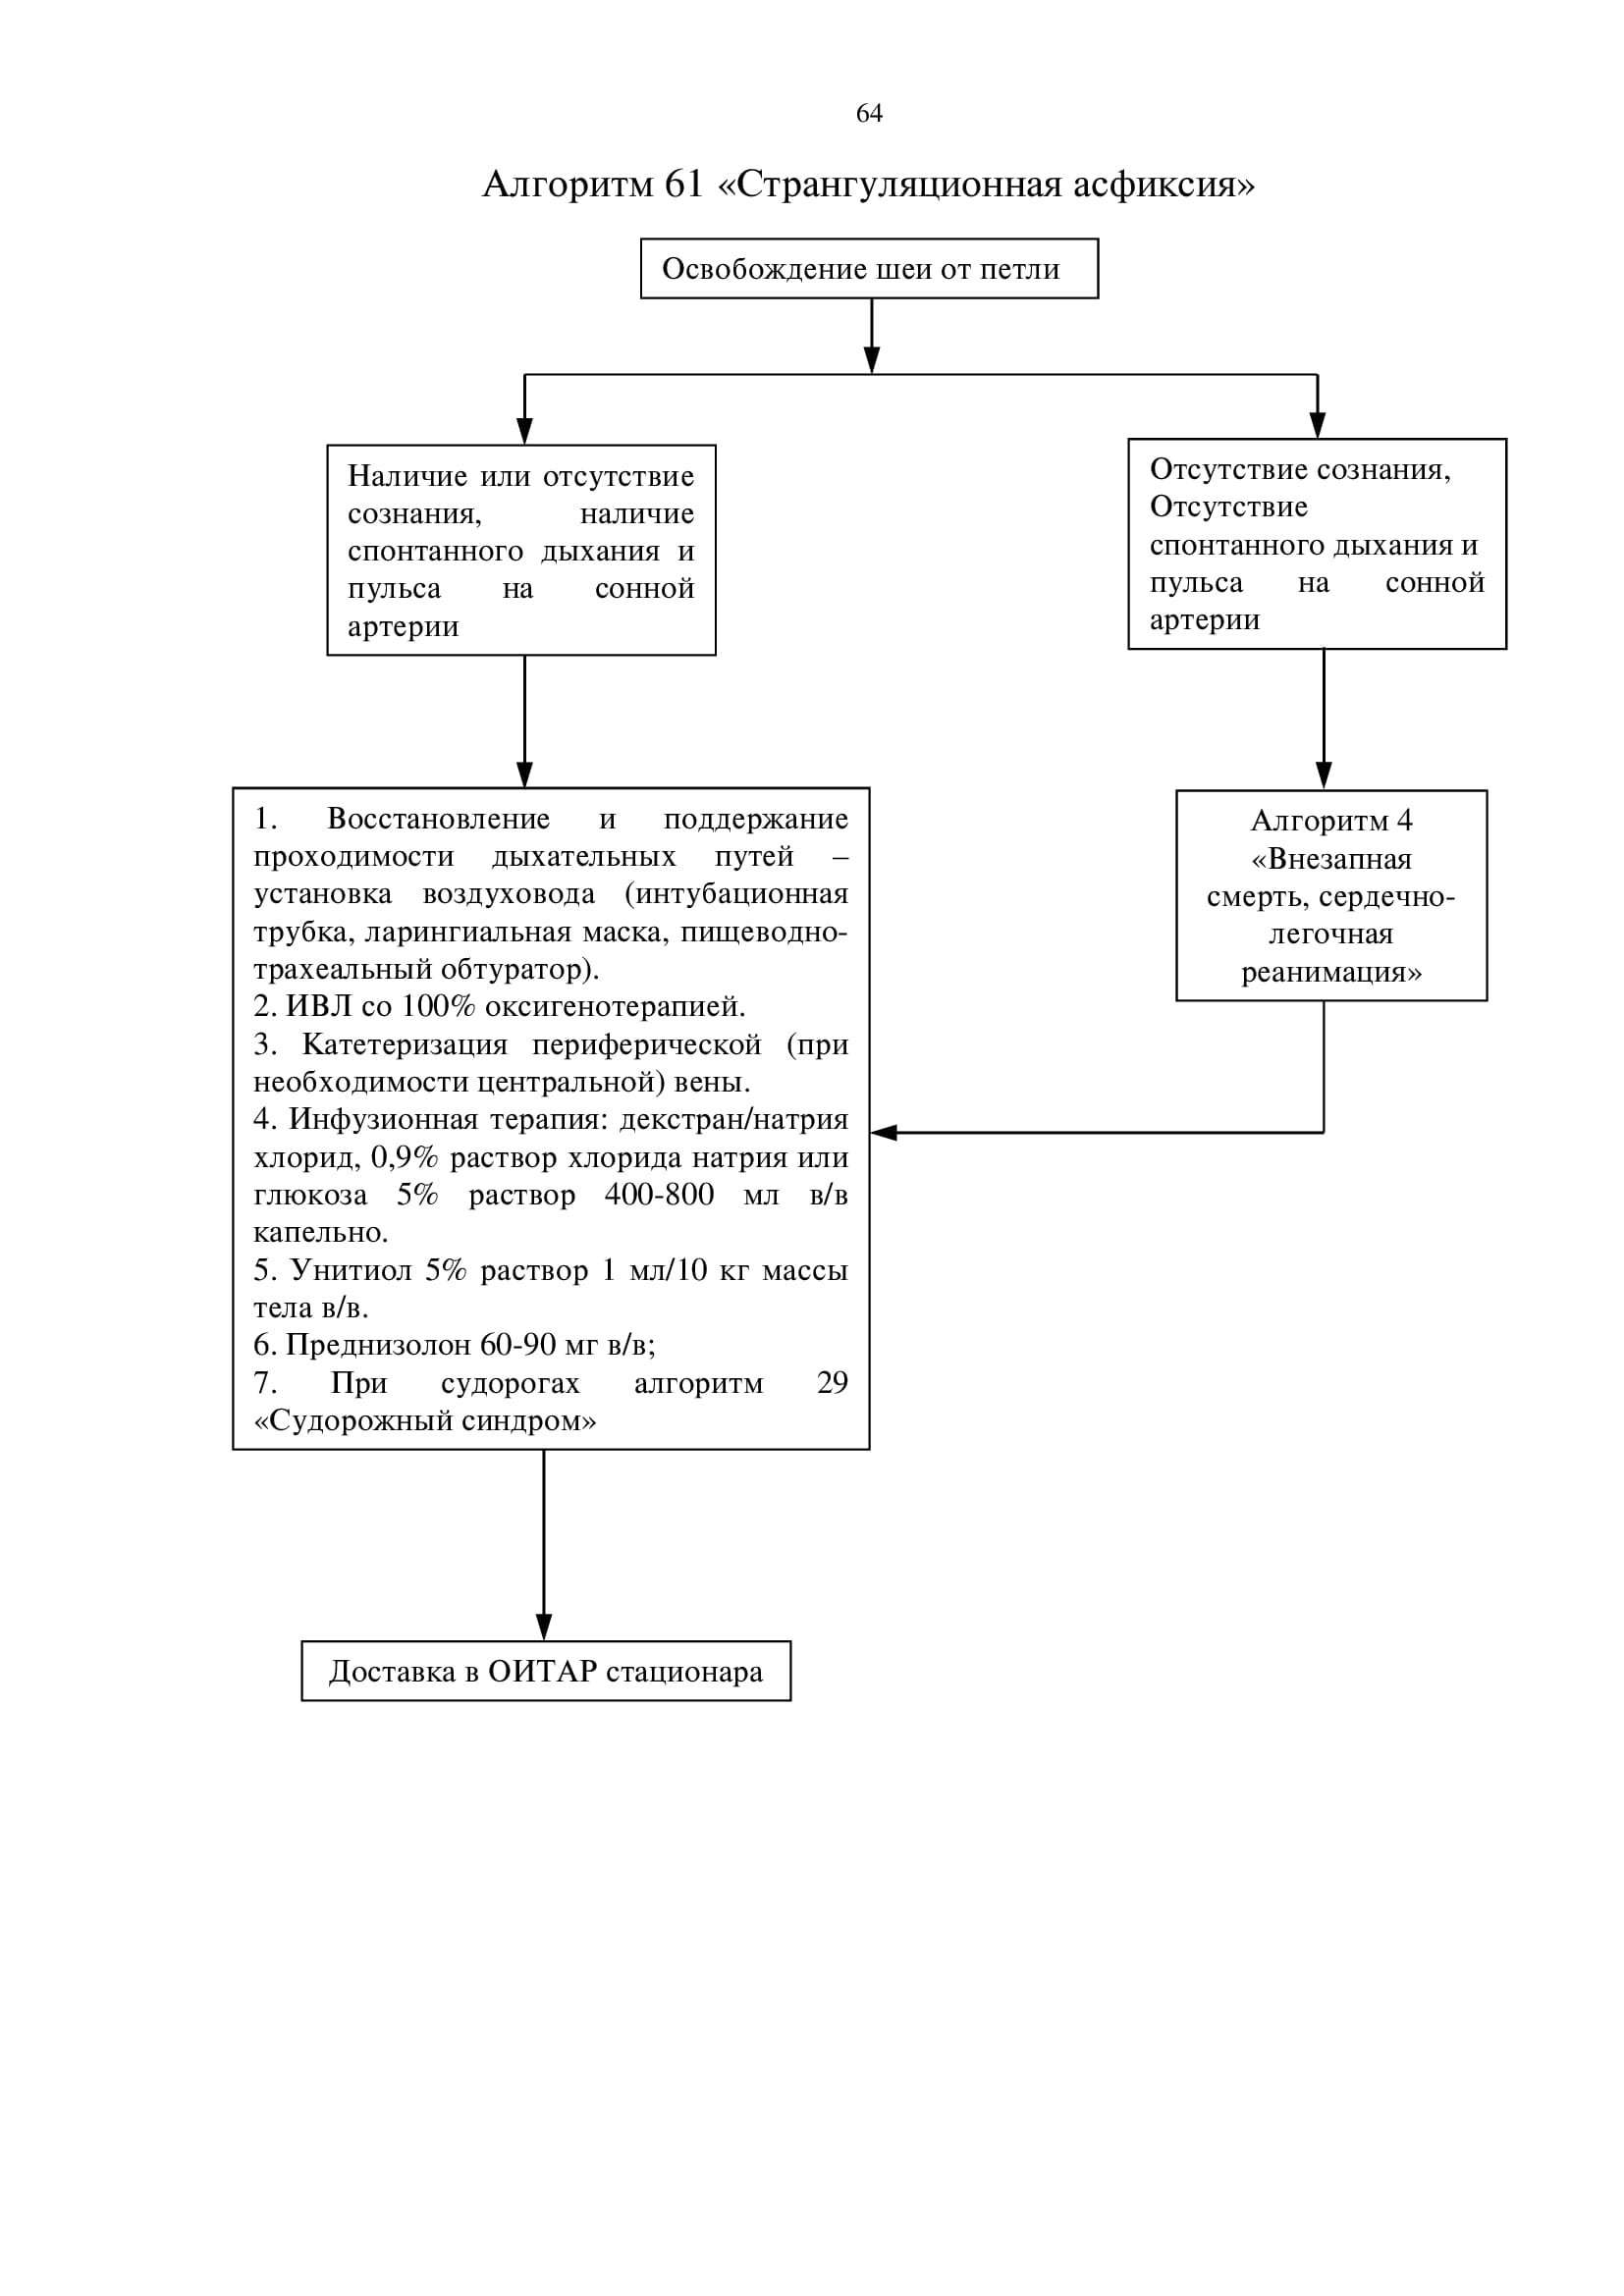 64
Алгоритм 61 «Странгуляционная асфиксия»
Освобождение шеи от петли
Наличие или отсутствие
сознания, наличие
спонтанного дыхания и
пульса на сонной
артерии
Отсутствие сознания,
Отсутствие
спонтанного дыхания и
пульса на сонной
артерии
1. Восстановление и поддержание
проходимости дыхательных путей –
установка воздуховода (интубационная
трубка, ларингиальная маска, пищеводно-
трахеальный обтуратор).
2. ИВЛ со 100% оксигенотерапией.
3. Катетеризация периферической (при
необходимости центральной) вены.
4. Инфузионная терапия: декстран/натрия
хлорид, 0,9% раствор хлорида натрия или
глюкоза 5% раствор 400-800 мл в/в
капельно.
5. Унитиол 5% раствор 1 мл/10 кг массы
тела в/в.
6. Преднизолон 60-90 мг в/в;
7. При судорогах алгоритм 29
«Судорожный синдром»
Алгоритм 4
«Внезапная
смерть, сердечно-
легочная
реанимация»
Доставка в ОИТАР стационара